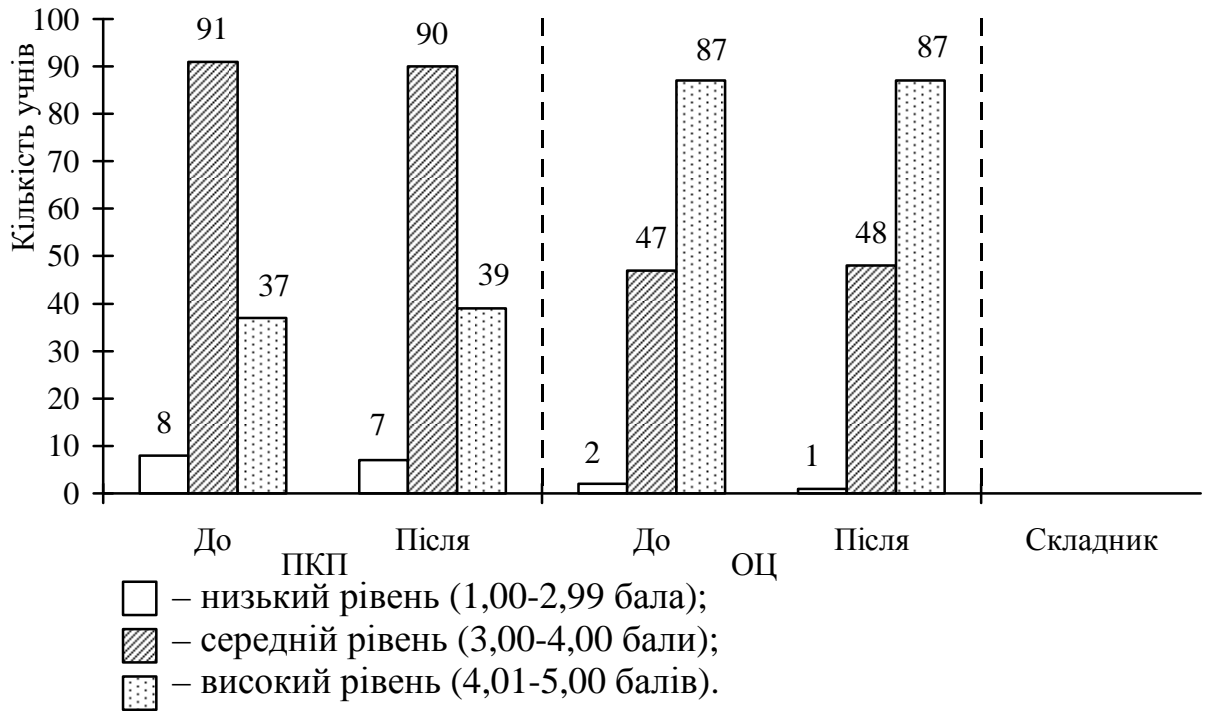 Кількість учнів
100
90
80
70
60
50
40
30
20
10
0
8
91
37
7
90
39
2
47
87
1
48
87
До
Після
До
Після
Складник
ПКП
ОЦ
– низький рівень (1,00-2,99 бала);
– середній рівень (3,00-4,00 бали);
– високий рівень (4,01-5,00 балів).